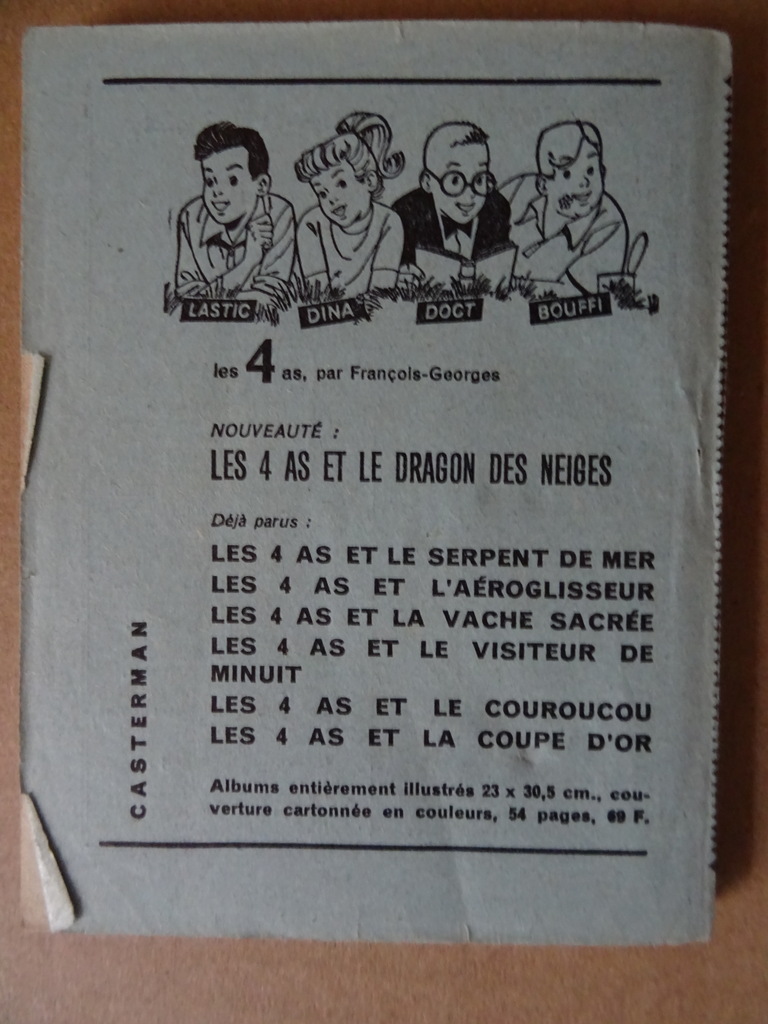 LASTIC DINA DOCT BOUFFI
les 4 as, par François-Georges
NOUVEAUTÉ :
LES 4 AS ET LE DRAGON DES NEIGES
Déjà parus :
LES 4 AS ET LE SERPENT DE MER
LES 4 AS ET L'AÉROGLISSEUR
LES 4 AS ET LA VACHE SACRÉE
LES 4 AS ET LE VISITEUR DE
MINUIT
LES 4 AS ET LE COUROUCOU
LES 4 AS ET LA COUPE D'OR
Albums entièrement illustrés 23 x 30,5 cm., cou-
verture cartonnée en couleurs, 54 pages, F.
CASTERMAN